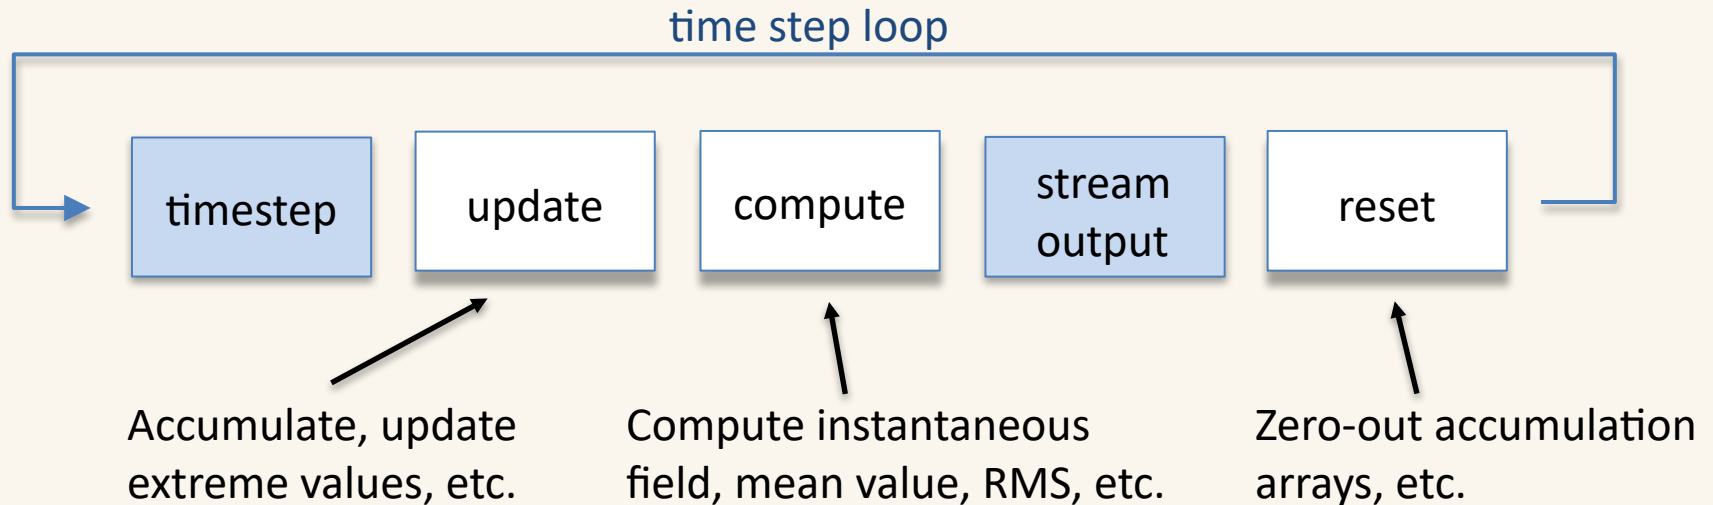 time step loop
timestep
update
compute
stream
output
reset
Accumulate, update
extreme values, etc.
Compute instantaneous
field, mean value, RMS, etc.
Zero-out accumulation
arrays, etc.